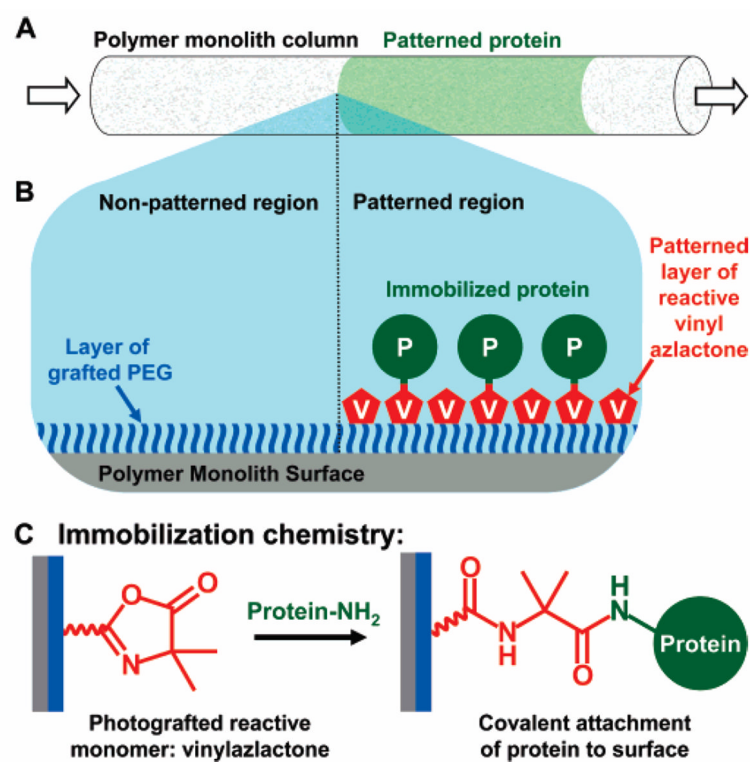 A
Polymer monolith column
Patterned protein
B
Non-patterned region
Patterned region
Patterned
layer of
reactive
vinyl
azlactone
Immobilized protein
P P P
Layer of
grafted PEG
V V V V V V V
Polymer Monolith Surface
C Immobilization chemistry:
O
O
N
Protein-NH₂
O
N
H
O
H
N
Protein
Photografted reactive
monomer: vinylazlactone
Covalent attachment
of protein to surface